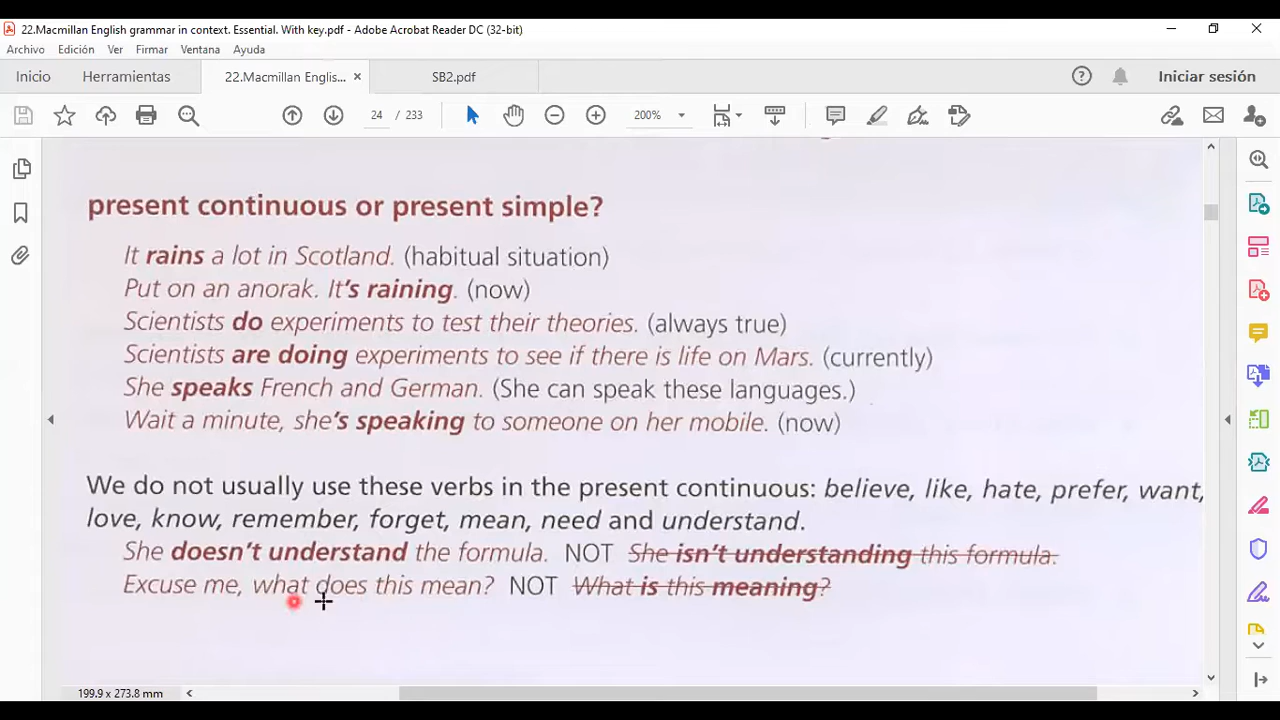 22.Macmillan English grammar in context. Essential. With key.pdf - Adobe Acrobat Reader DC (32-bit)
Archivo Edición Ver Firmar Ventana Ayuda
Inicio Herramientas 22.Macmillan Englis... × SB2.pdf Iniciar sesión
24 / 233 200%
present continuous or present simple?
It rains a lot in Scotland. (habitual situation)
Put on an anorak. It's raining. (now)
Scientists do experiments to test their theories. (always true)
Scientists are doing experiments to see if there is life on Mars. (currently)
She speaks French and German. (She can speak these languages.)
Wait a minute, she's speaking to someone on her mobile. (now)
We do not usually use these verbs in the present continuous: believe, like, hate, prefer, want,
love, know, remember, forget, mean, need and understand.
She doesn't understand the formula. NOT She isn't understanding this formula.
Excuse me, what does this mean? NOT What is this meaning?
199.9 x 273.8 mm